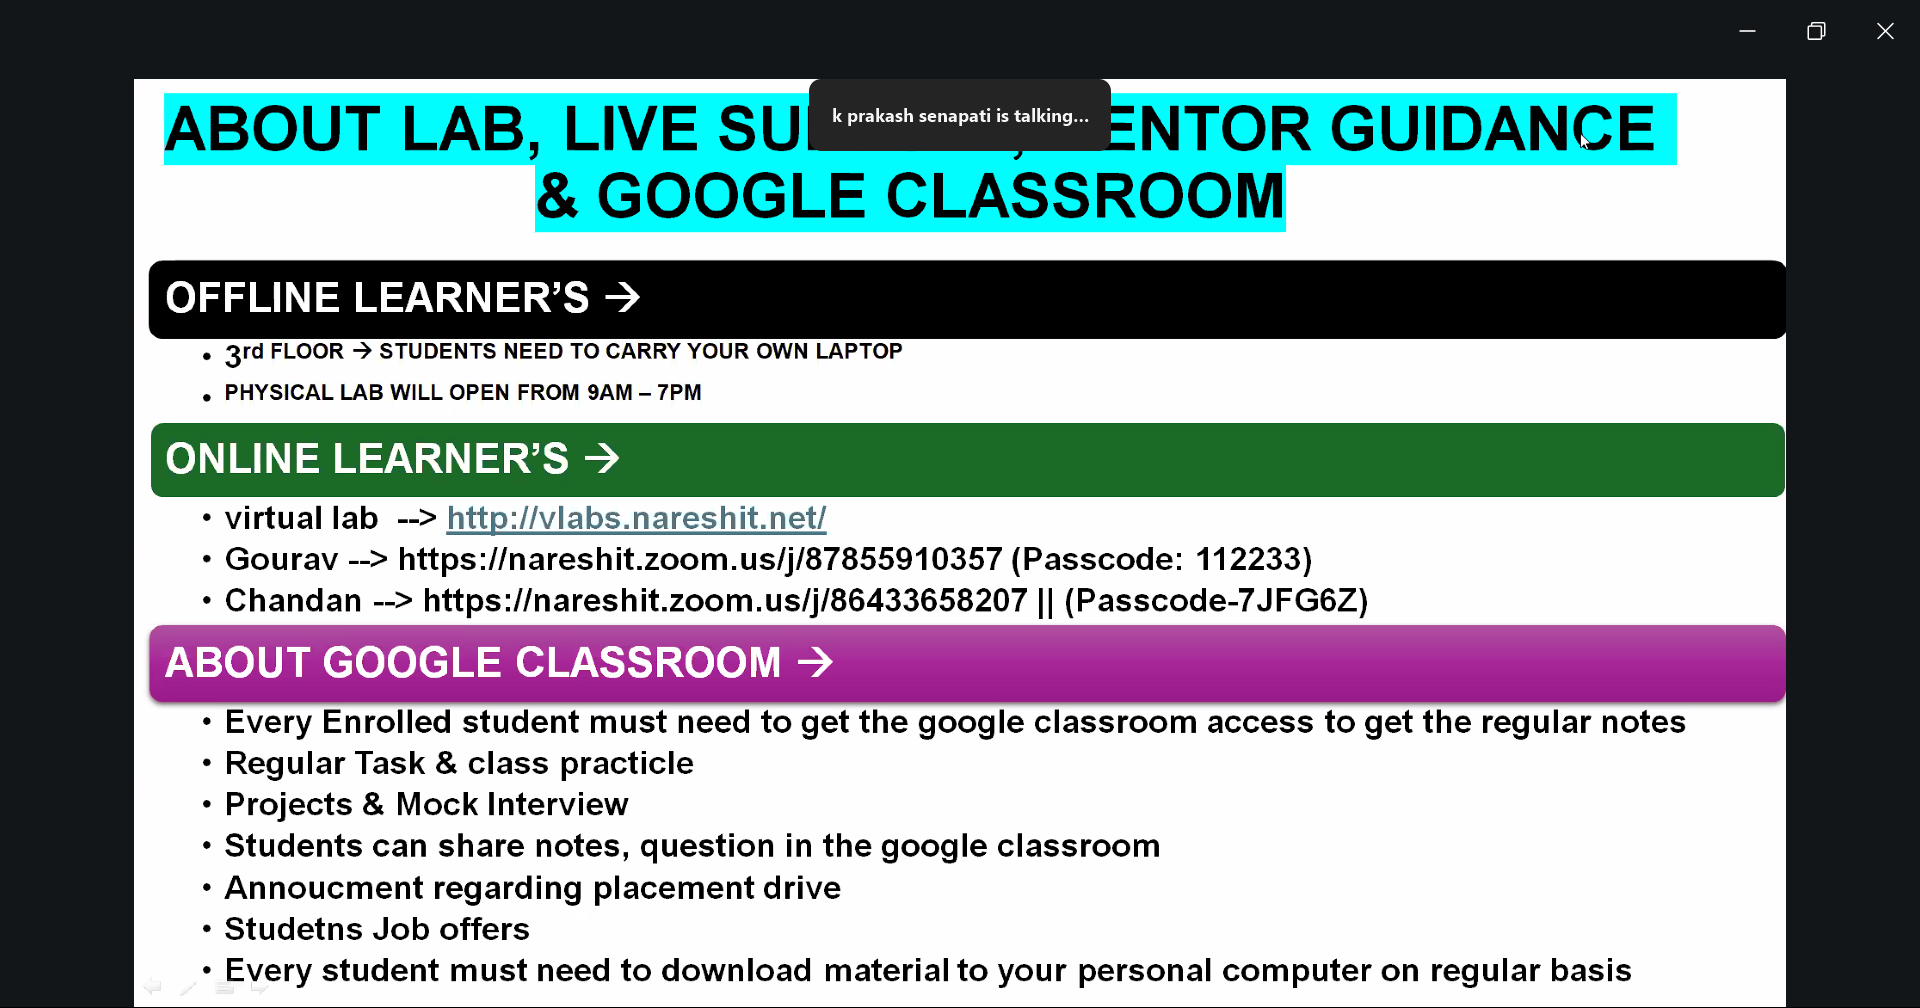 k prakash senapati is talking...
ABOUT LAB, LIVE SU ENTOR GUIDANCE
& GOOGLE CLASSROOM
OFFLINE LEARNER’S →
• 3rd FLOOR → STUDENTS NEED TO CARRY YOUR OWN LAPTOP
• PHYSICAL LAB WILL OPEN FROM 9AM – 7PM
ONLINE LEARNER’S →
• virtual lab --> http://vlabs.nareshit.net/
• Gourav --> https://nareshit.zoom.us/j/87855910357 (Passcode: 112233)
• Chandan --> https://nareshit.zoom.us/j/86433658207 || (Passcode-7JFG6Z)
ABOUT GOOGLE CLASSROOM →
• Every Enrolled student must need to get the google classroom access to get the regular notes
• Regular Task & class practicle
• Projects & Mock Interview
• Students can share notes, question in the google classroom
• Annoucment regarding placement drive
• Studetns Job offers
• Every student must need to download material to your personal computer on regular basis